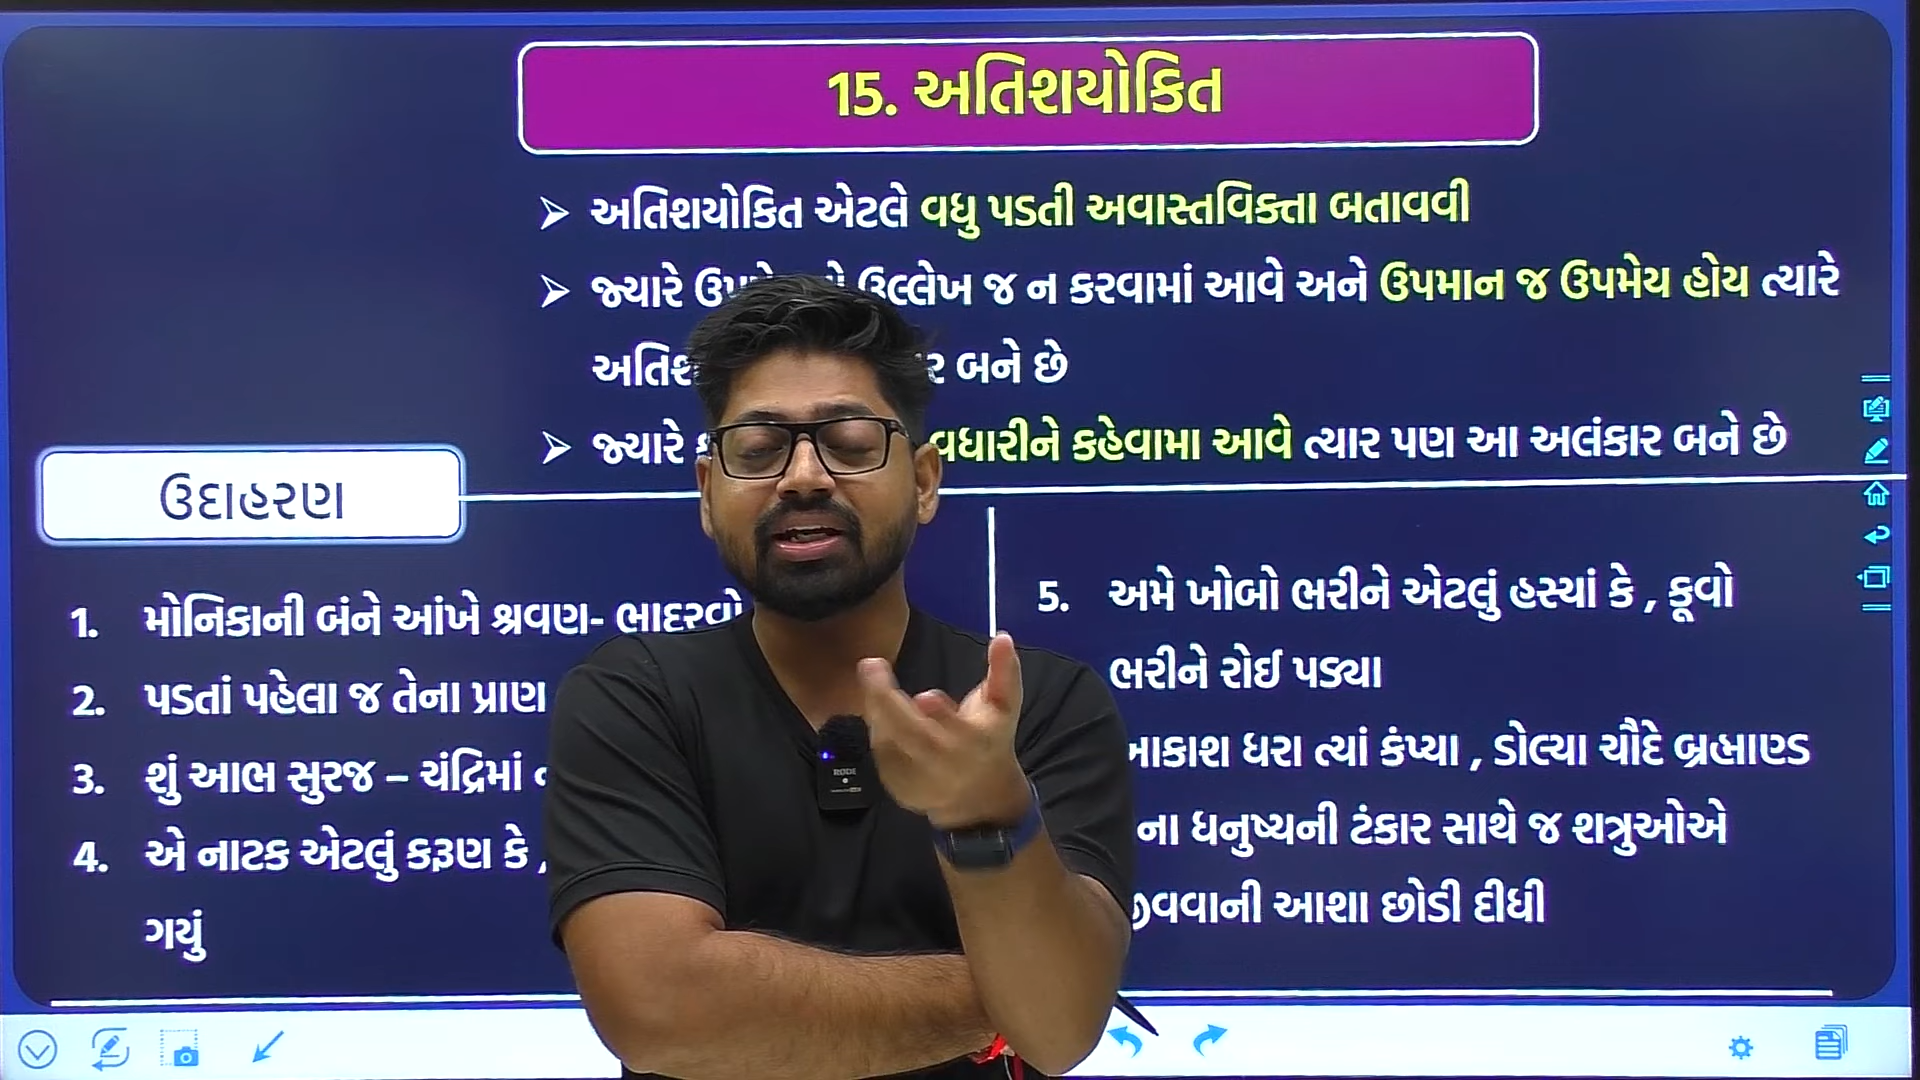 15. અતિશયોકિત
➢ અતિશયોકિત એટલે વધુ પડતી અવાસ્તવિક્તા બતાવવી
➢ જ્યારે ઉલ્લેખ જ ન કરવામાં આવે અને ઉપમાન જ ઉપમેય હોય ત્યારે
બને છે
➢ જ્યારે વધારીને કહેવામા આવે ત્યાર પણ આ અલંકાર બને છે
ઉદાહરણ
1. મોનિકાની બંને આંખે શ્રવણ- ભાદરવો
2. પડતાં પહેલા જ તેના પ્રાણ
3. શું આભ સુરજ – ચંદ્રિમાં
4. એ નાટક એટલું કરૂણ કે ,
ગયું
5. અમે ખોબો ભરીને એટલું હસ્યાં કે , કૂવો
ભરીને રોઈ પડ્યા
આકાશ ધરા ત્યાં કંપ્યા , ડોલ્યા ચૌદે બ્રહ્માણ્ડ
ના ધનુષ્યની ટંકાર સાથે જ શત્રુઓએ
જીવવાની આશા છોડી દીધી
RØDE